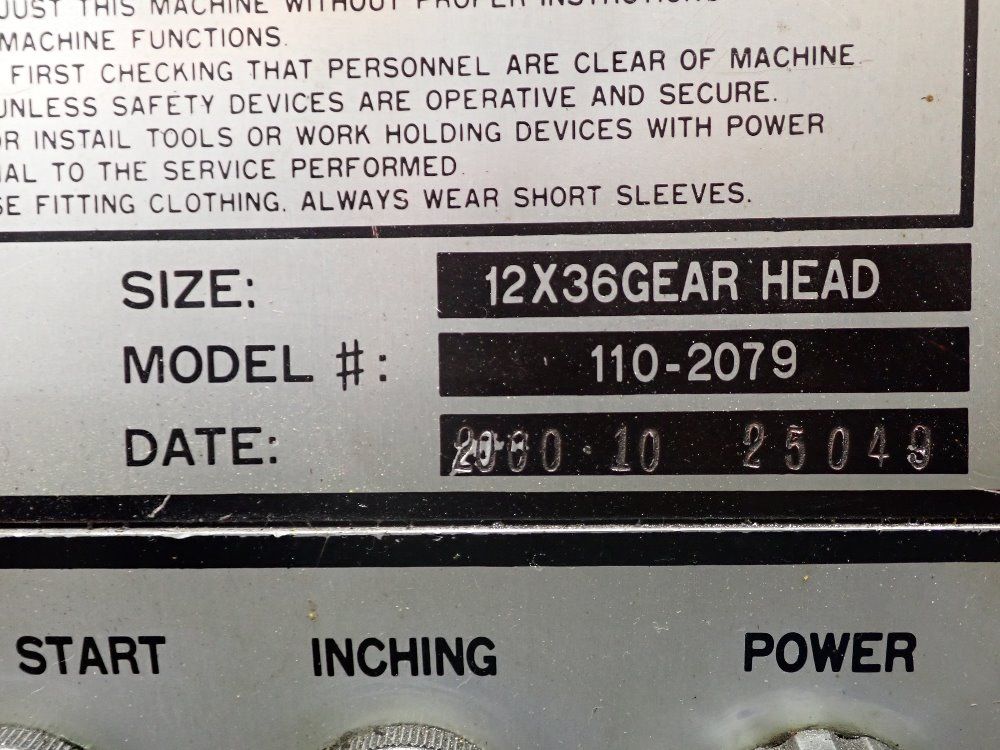 JUST THIS MACHINE WITHOUT PROPER INSTRUCTIONS
MACHINE FUNCTIONS.
FIRST CHECKING THAT PERSONNEL ARE CLEAR OF MACHINE.
UNLESS SAFETY DEVICES ARE OPERATIVE AND SECURE.
OR INSTAIL TOOLS OR WORK HOLDING DEVICES WITH POWER
IAL TO THE SERVICE PERFORMED.
SE FITTING CLOTHING. ALWAYS WEAR SHORT SLEEVES.
SIZE: 12X36GEAR HEAD
MODEL #: 110-2079
DATE: 2000.10 25049
START INCHING POWER